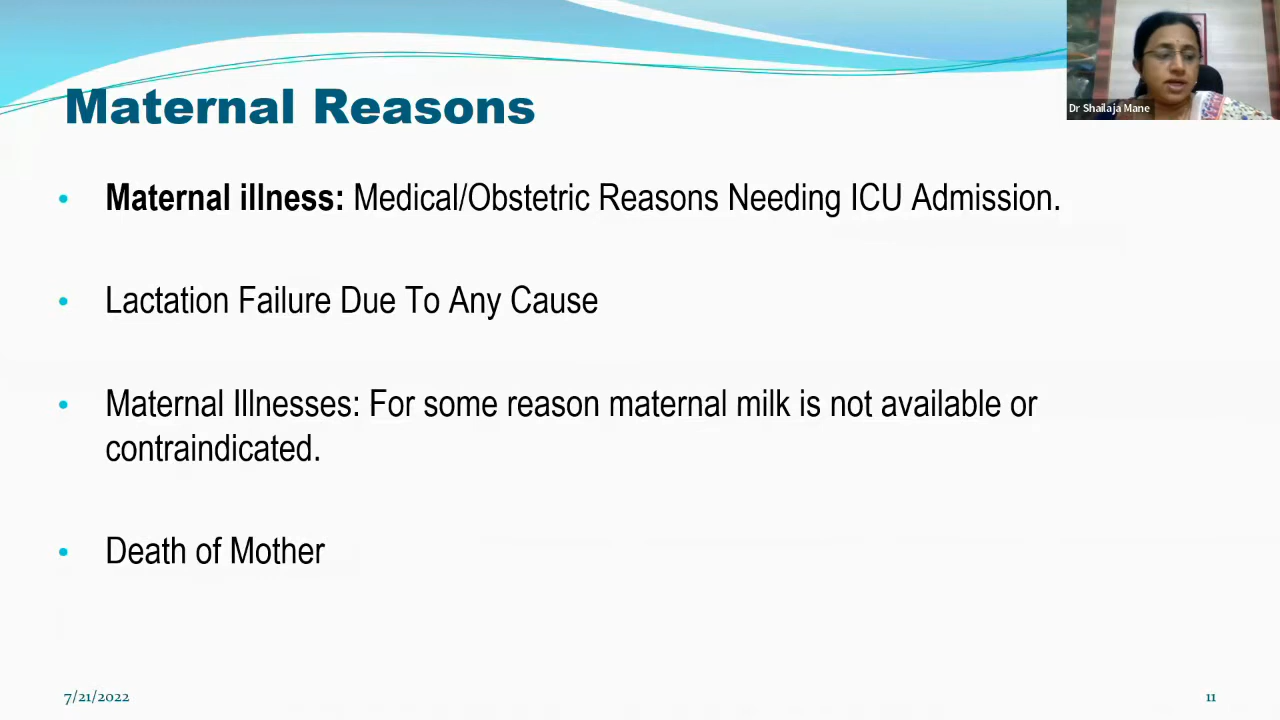 Dr Shailaja Mane
Maternal Reasons
• Maternal illness: Medical/Obstetric Reasons Needing ICU Admission.
• Lactation Failure Due To Any Cause
• Maternal Illnesses: For some reason maternal milk is not available or
contraindicated.
• Death of Mother
7/21/2022
11